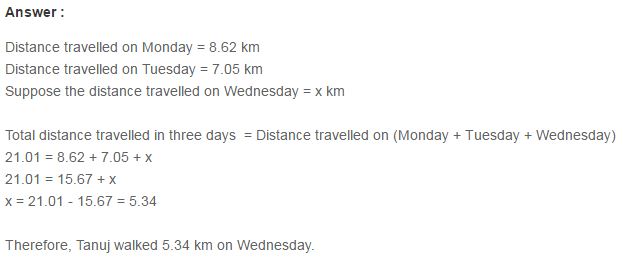 Answer :
Distance travelled on Monday = 8.62 km
Distance travelled on Tuesday = 7.05 km
Suppose the distance travelled on Wednesday = x km
Total distance travelled in three days  = Distance travelled on (Monday + Tuesday + Wednesday)
21.01 = 8.62 + 7.05 + x
21.01 = 15.67 + x
x = 21.01 - 15.67 = 5.34
Therefore, Tanuj walked 5.34 km on Wednesday.